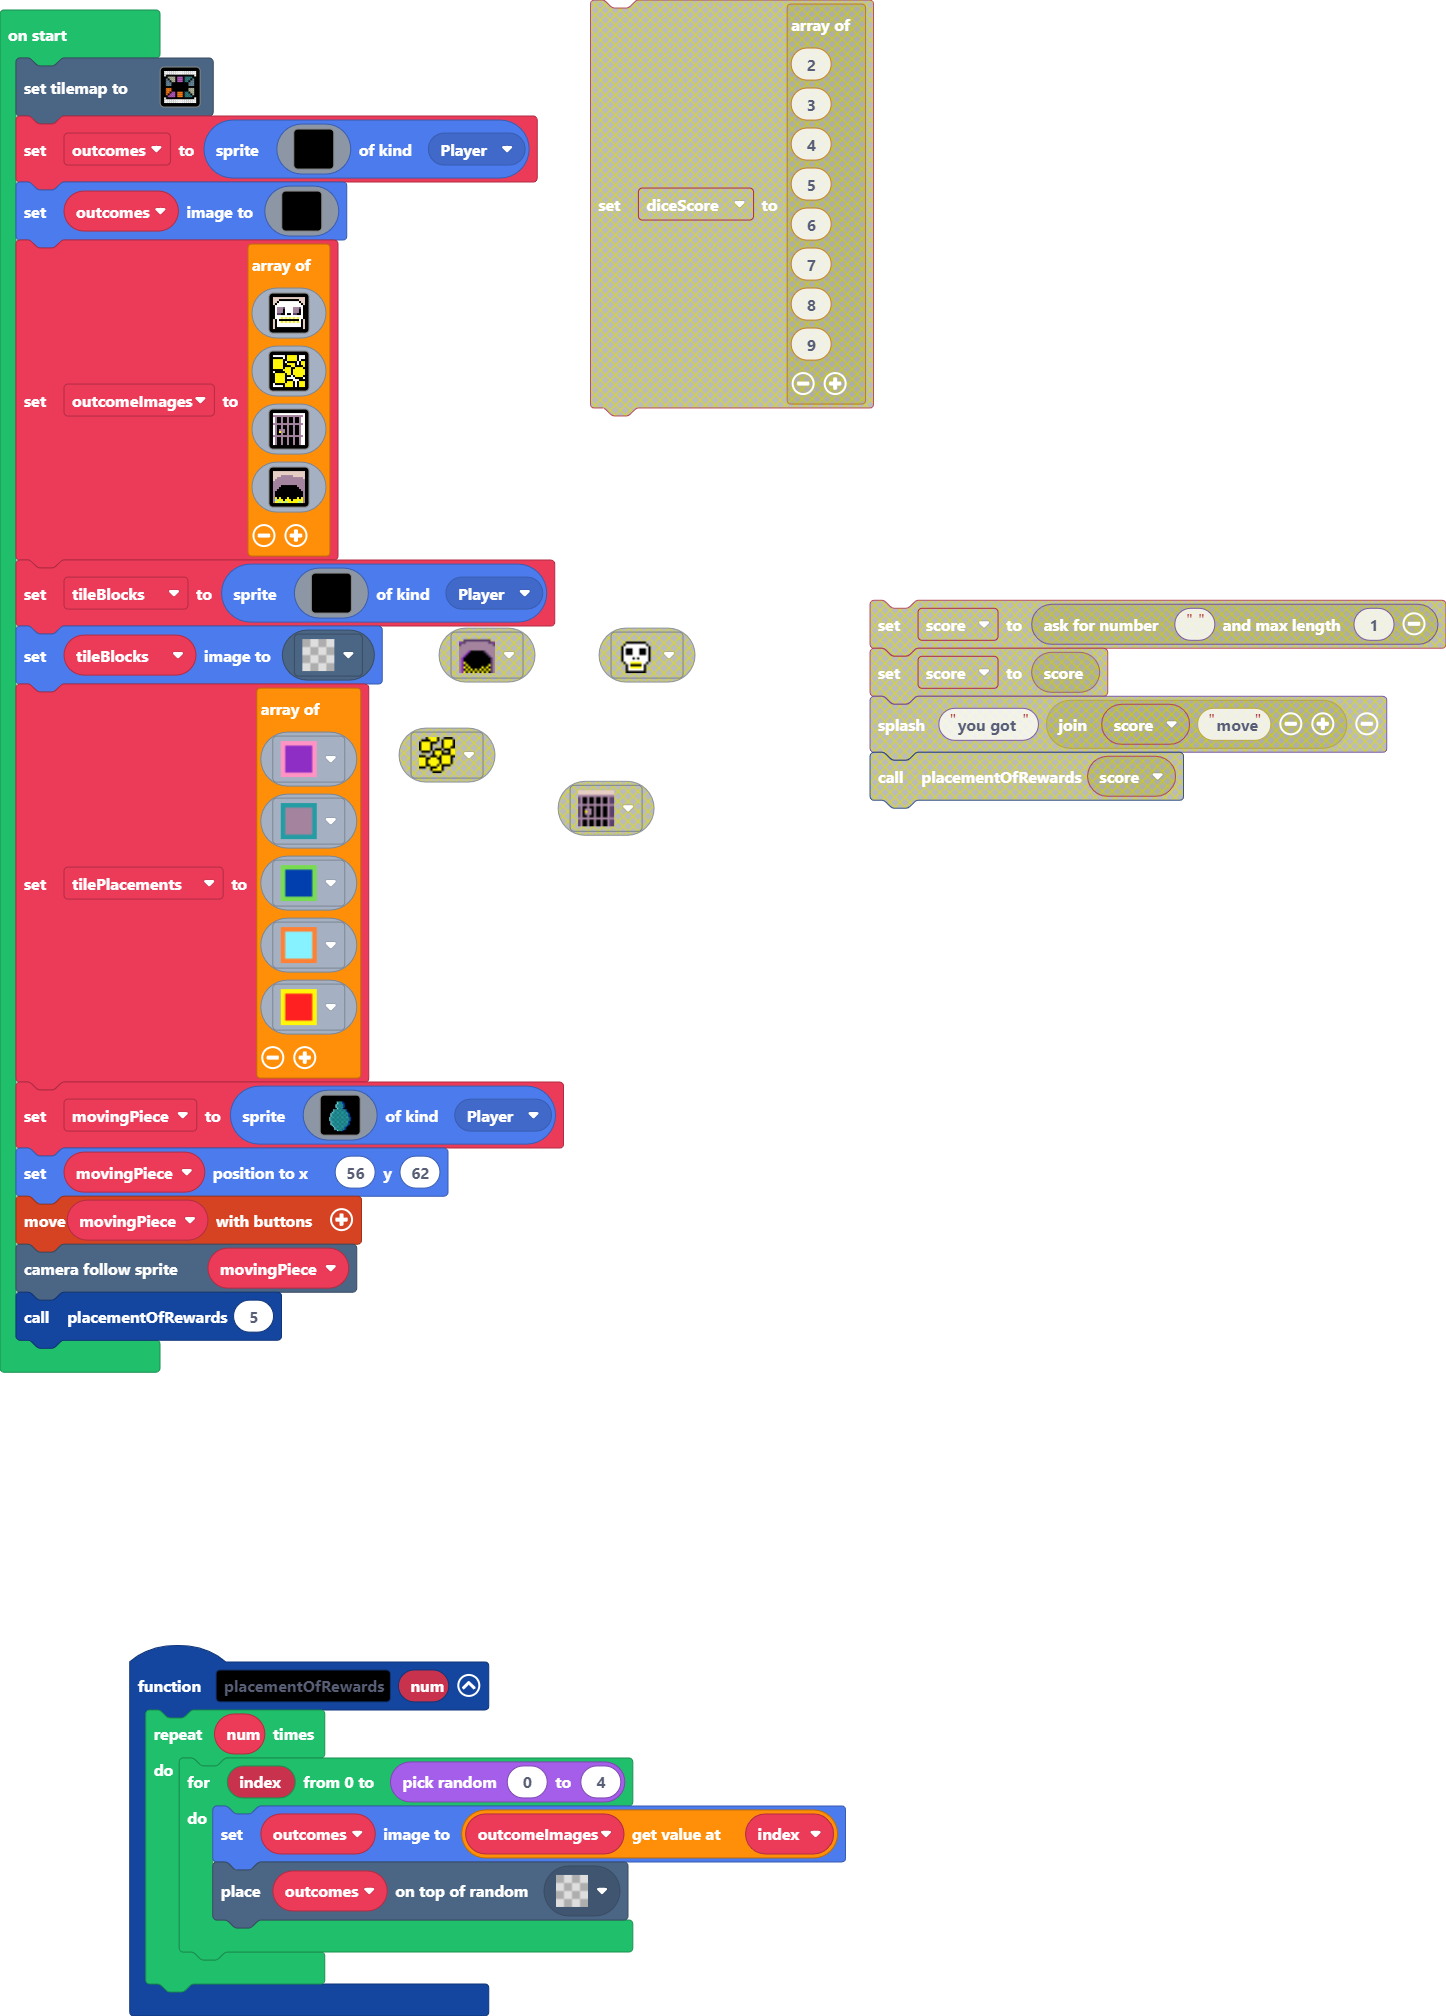 on start
set tilemap to
set outcomes to sprite of kind Player
set outcomes image to
set outcomeImages to array of
set tileBlocks to sprite of kind Player
set tileBlocks image to
set tilePlacements to array of
set movingPiece to sprite of kind Player
set movingPiece position to x 56 y 62
move movingPiece with buttons
camera follow sprite movingPiece
call placementOfRewards 5
set diceScore to array of
2
3
4
5
6
7
8
9
set score to ask for number " " and max length 1
set score to score
splash "you got " join score "move"
call placementOfRewards score
function placementOfRewards num
repeat num times
do for index from 0 to pick random 0 to 4
do set outcomes image to outcomeImages get value at index
place outcomes on top of random